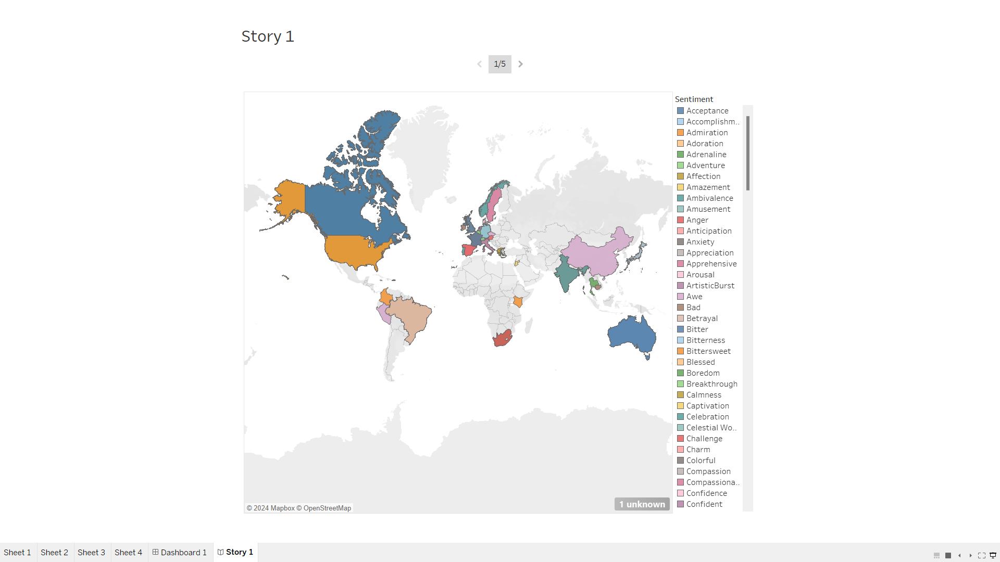 Story 1
1/5
Sentiment
Acceptance
Accomplishm..
Admiration
Adoration
Adrenaline
Adventure
Affection
Amazement
Ambivalence
Amusement
Anger
Anticipation
Anxiety
Appreciation
Apprehensive
Arousal
ArtisticBurst
Awe
Bad
Betrayal
Bitter
Bitterness
Bittersweet
Blessed
Boredom
Breakthrough
Calmness
Captivation
Celebration
Celestial Wo..
Challenge
Charm
Colorful
Compassion
Compassiona..
Confidence
Confident
© 2024 Mapbox © OpenStreetMap
1 unknown
Sheet 1 Sheet 2 Sheet 3 Sheet 4 Dashboard 1 Story 1